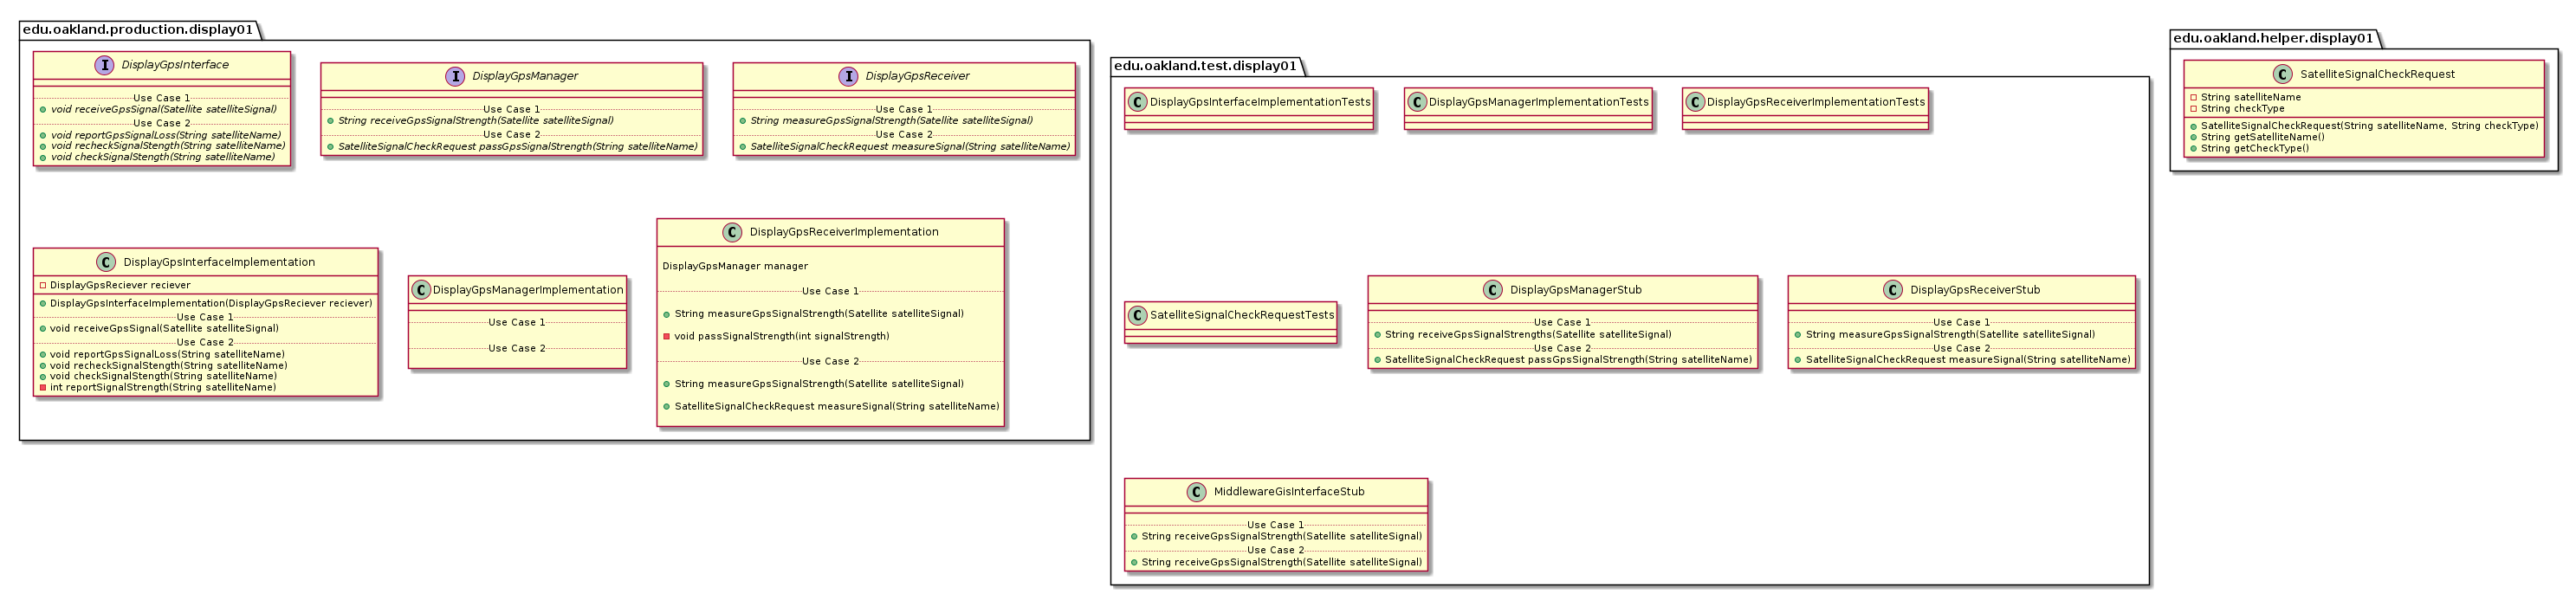 edu.oakland.production.display01
I DisplayGpsInterface
Use Case 1
void receiveGpsSignal(Satellite satelliteSignal)
Use Case 2
void reportGpsSignalLoss(String satelliteName)
void recheckSignalStength(String satelliteName)
void checkSignalStength(String satelliteName)
I DisplayGpsManager
Use Case 1
String receiveGpsSignalStrength(Satellite satelliteSignal)
Use Case 2
SatelliteSignalCheckRequest passGpsSignalStrength(String satelliteName)
I DisplayGpsReceiver
Use Case 1
String measureGpsSignalStrength(Satellite satelliteSignal)
Use Case 2
SatelliteSignalCheckRequest measureSignal(String satelliteName)
C DisplayGpsInterfaceImplementation
DisplayGpsReciever reciever
DisplayGpsInterfaceImplementation(DisplayGpsReciever reciever)
Use Case 1
void receiveGpsSignal(Satellite satelliteSignal)
Use Case 2
void reportGpsSignalLoss(String satelliteName)
void recheckSignalStength(String satelliteName)
void checkSignalStength(String satelliteName)
int reportSignalStrength(String satelliteName)
C DisplayGpsManagerImplementation
Use Case 1
Use Case 2
C DisplayGpsReceiverImplementation
DisplayGpsManager manager
Use Case 1
String measureGpsSignalStrength(Satellite satelliteSignal)
void passSignalStrength(int signalStrength)
Use Case 2
String measureGpsSignalStrength(Satellite satelliteSignal)
SatelliteSignalCheckRequest measureSignal(String satelliteName)
edu.oakland.test.display01
C DisplayGpsInterfaceImplementationTests
C DisplayGpsManagerImplementationTests
C DisplayGpsReceiverImplementationTests
C SatelliteSignalCheckRequestTests
C DisplayGpsManagerStub
Use Case 1
String receiveGpsSignalStrengths(Satellite satelliteSignal)
Use Case 2
SatelliteSignalCheckRequest passGpsSignalStrength(String satelliteName)
C DisplayGpsReceiverStub
Use Case 1
String measureGpsSignalStrength(Satellite satelliteSignal)
Use Case 2
SatelliteSignalCheckRequest measureSignal(String satelliteName)
C MiddlewareGisInterfaceStub
Use Case 1
String receiveGpsSignalStrength(Satellite satelliteSignal)
Use Case 2
String receiveGpsSignalStrength(Satellite satelliteSignal)
edu.oakland.helper.display01
C SatelliteSignalCheckRequest
String satelliteName
String checkType
SatelliteSignalCheckRequest(String satelliteName, String checkType)
String getSatelliteName()
String getCheckType()